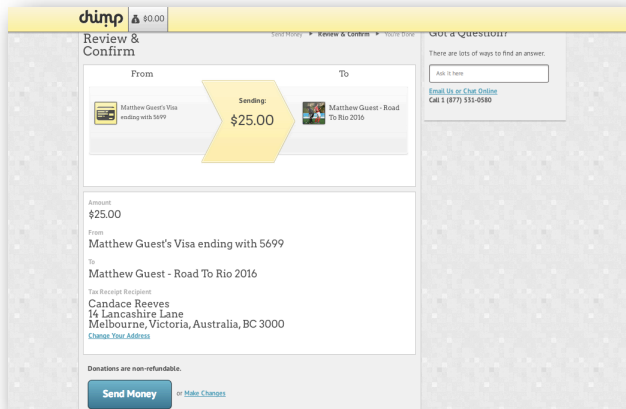 chimp $0.00
Review &
Confirm
Send Money ▸ Review & Confirm ▸ You're Done
From
To
Matthew Guest's Visa
ending with 5699
Sending:
$25.00
Matthew Guest - Road
To Rio 2016
Amount
$25.00
From
Matthew Guest's Visa ending with 5699
To
Matthew Guest - Road To Rio 2016
Tax Receipt Recipient
Candace Reeves
14 Lancashire Lane
Melbourne, Victoria, Australia, BC 3000
Change Your Address
Donations are non-refundable.
Send Money or Make Changes
Got a Question?
There are lots of ways to find an answer.
Ask it here
Email Us or Chat Online
Call 1 (877) 531-0580